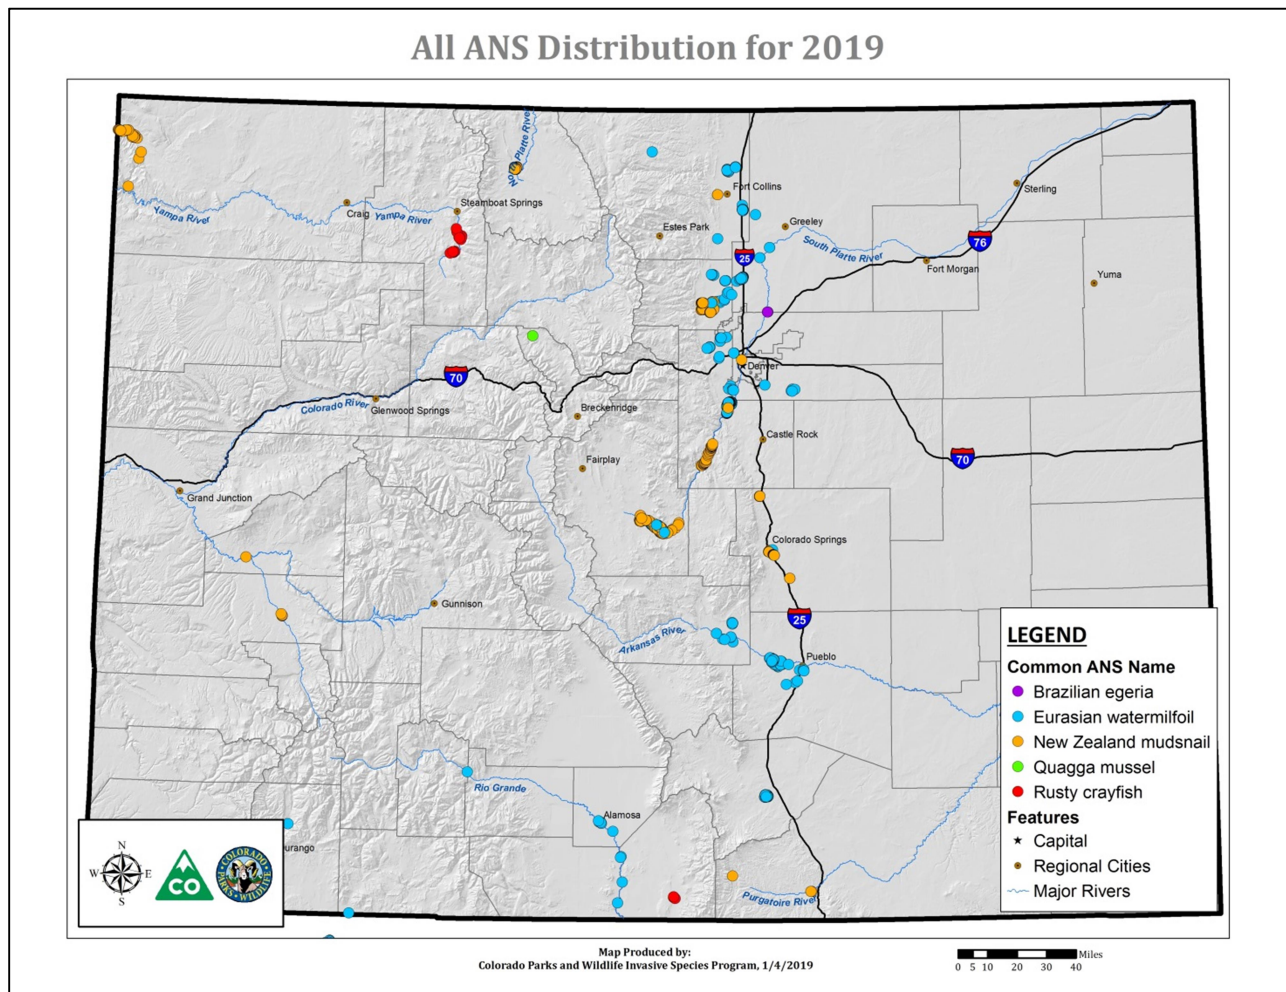 All ANS Distribution for 2019
North Platte River
Fort Collins
Sterling
Steamboat Springs
Craig
Yampa River
Yampa River
Estes Park
Greeley
76
25
South Platte River
Fort Morgan
Yuma
70
Denver
Colorado River
Glenwood Springs
Breckenridge
Castle Rock
70
Fairplay
Grand Junction
Colorado Springs
Gunnison
25
Arkansas River
Pueblo
Rio Grande
Alamosa
urango
Purgatoire River
LEGEND
Common ANS Name
Brazilian egeria
Eurasian watermilfoil
New Zealand mudsnail
Quagga mussel
Rusty crayfish
Features
Capital
Regional Cities
Major Rivers
N
W
E
S
CO
COLORADO
PARKS
WILDLIFE
Map Produced by:
Colorado Parks and Wildlife Invasive Species Program, 1/4/2019
Miles
0 5 10 20 30 40